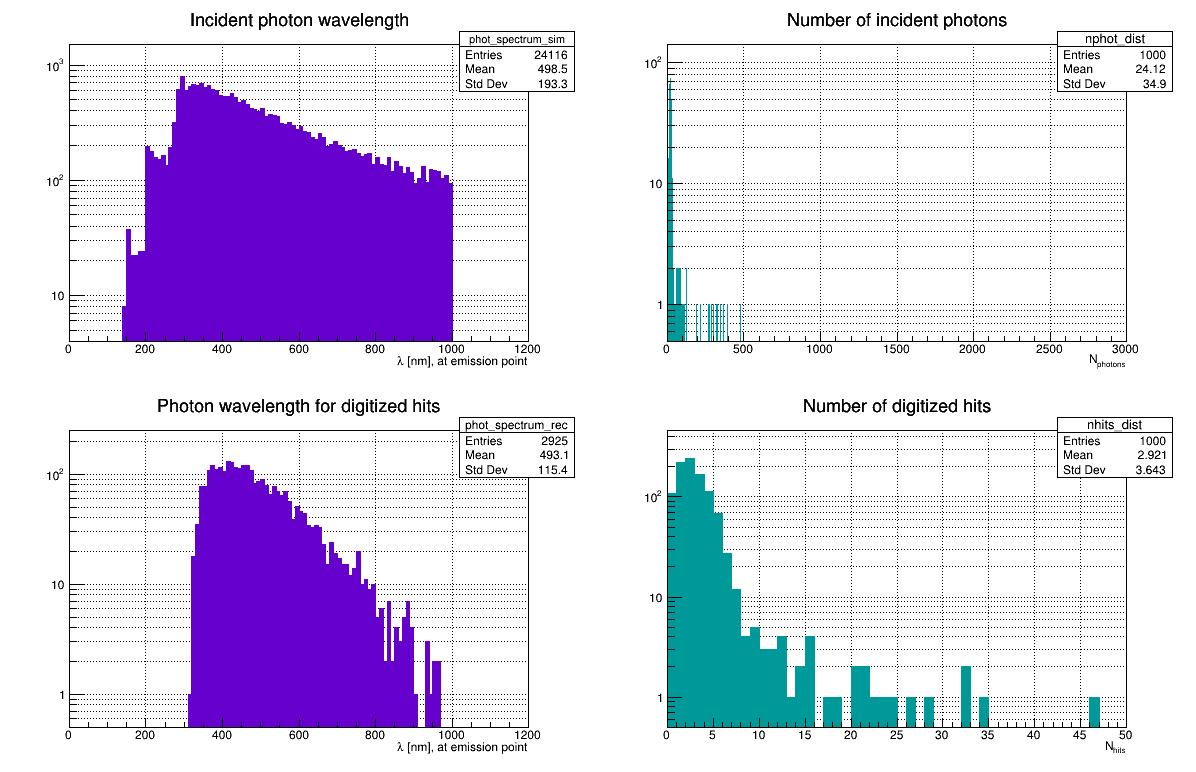 Incident photon wavelength
phot_spectrum_sim
Entries 24116
Mean 498.5
Std Dev 193.3
10³
10²
10
0 200 400 600 800 1000 1200
λ [nm], at emission point
Number of incident photons
nphot_dist
Entries 1000
Mean 24.12
Std Dev 34.9
10²
10
1
0 500 1000 1500 2000 2500 3000
Nphotons
Photon wavelength for digitized hits
phot_spectrum_rec
Entries 2925
Mean 493.1
Std Dev 115.4
10²
10
1
0 200 400 600 800 1000 1200
λ [nm], at emission point
Number of digitized hits
nhits_dist
Entries 1000
Mean 2.921
Std Dev 3.643
10²
10
1
0 5 10 15 20 25 30 35 40 45 50
Nhits